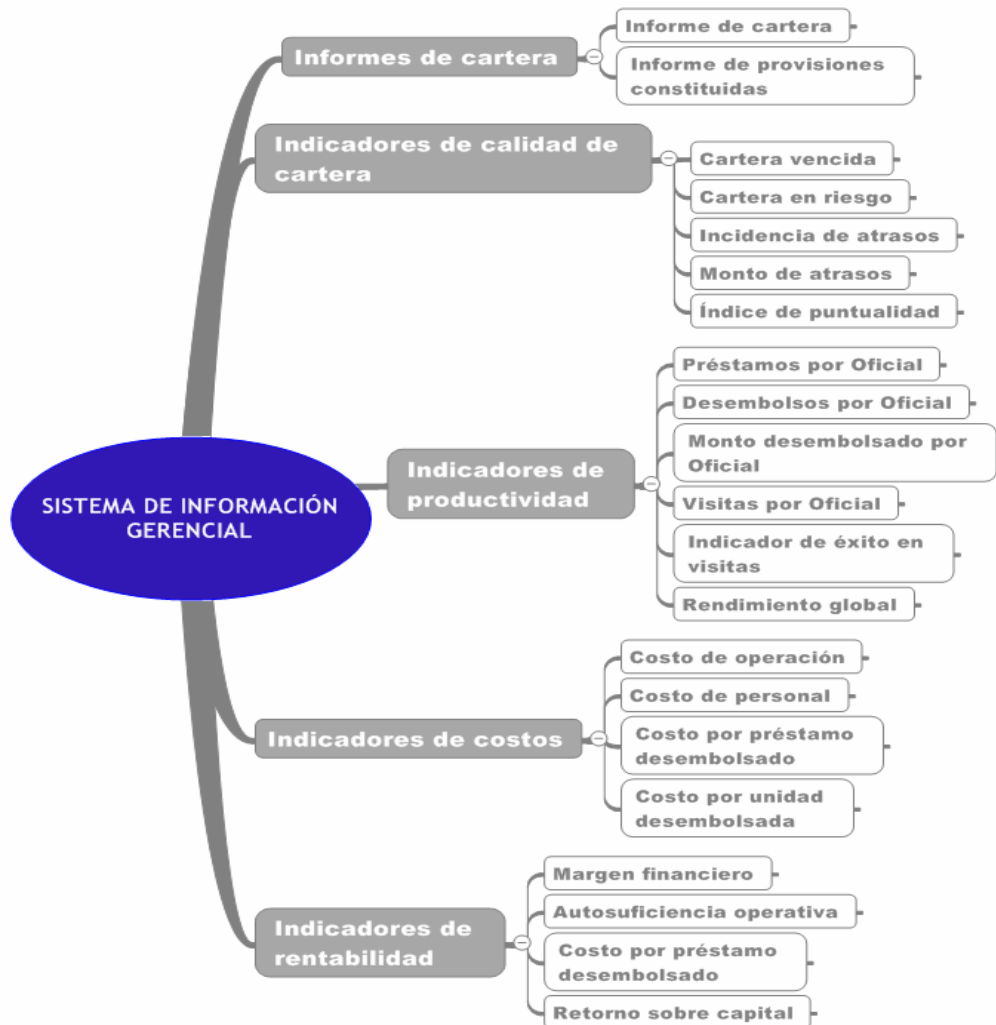 Informes de cartera
Informe de cartera
Informe de provisiones
constituidas
Indicadores de calidad de
cartera
Cartera vencida
Cartera en riesgo
Incidencia de atrasos
Monto de atrasos
Índice de puntualidad
SISTEMA DE INFORMACIÓN
GERENCIAL
Indicadores de
productividad
Préstamos por Oficial
Desembolsos por Oficial
Monto desembolsado por
Oficial
Visitas por Oficial
Indicador de éxito en
visitas
Rendimiento global
Indicadores de costos
Costo de operación
Costo de personal
Costo por préstamo
desembolsado
Costo por unidad
desembolsada
Indicadores de
rentabilidad
Margen financiero
Autosuficiencia operativa
Costo por préstamo
desembolsado
Retorno sobre capital